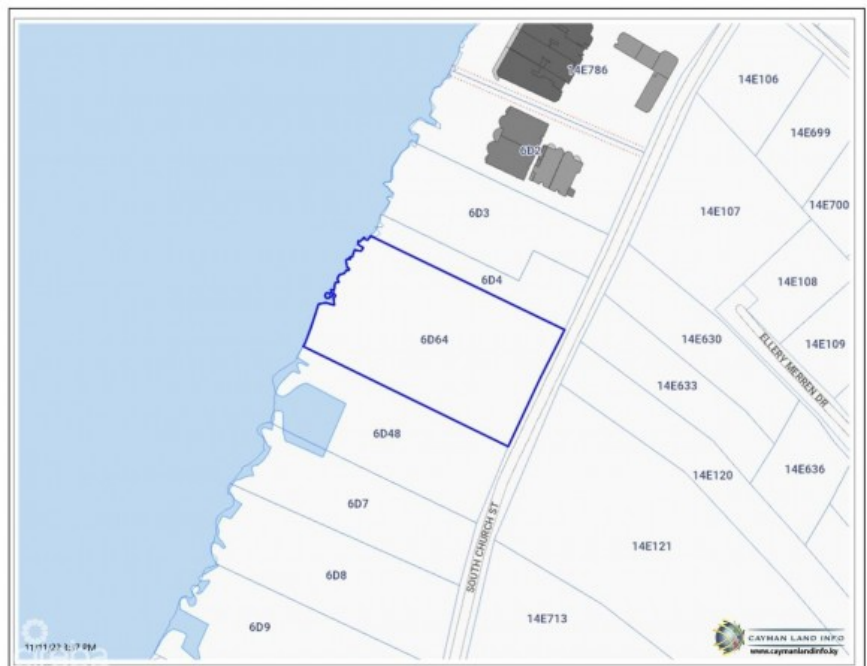 14E786
14E106
14E699
6D2
14E700
6D3
14E107
6D4
14E108
6D64
14E630
14E109
ELLERY MERREN DR
14E633
6D48
14E120
14E636
6D7
14E121
SOUTH CHURCH ST
6D8
14E713
6D9
CAYMAN LAND INFO
www.caymanlandinfo.ky